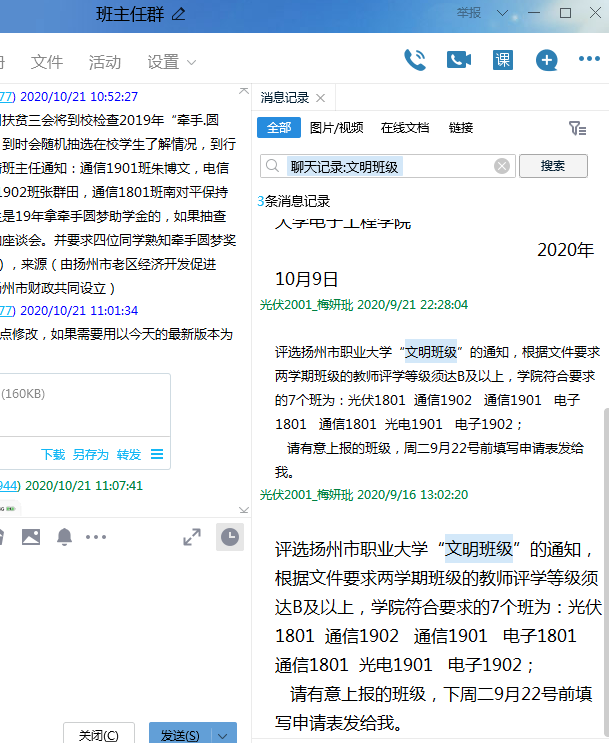 班主任群
举报
文件
活动
设置
77) 2020/10/21 10:52:27
扶贫三会将到校检查2019年“牵手.圆
到时会随机抽选在校学生了解情况，到行
班主任通知：通信1901班朱博文，电信
1902班张群田，通信1801班南对平保持
是19年拿牵手圆梦助学金的，如果抽查
座谈会。并要求四位同学熟知牵手圆梦奖
），来源（由扬州市老区经济开发促进
州市财政共同设立）
77) 2020/10/21 11:01:34
点修改，如果需要用以今天的最新版本为
(160KB)
下载 另存为 转发
944) 2020/10/21 11:07:41
关闭(C)
发送(S)
课
消息记录
全部
图片/视频
在线文档
链接
聊天记录:文明班级
搜索
3条消息记录
大学电子工程学院
2020年
10月9日
光伏2001_梅妍玭 2020/9/21 22:28:04
评选扬州市职业大学“文明班级”的通知，根据文件要求
两学期班级的教师评学等级须达B及以上，学院符合要求
的7个班为：光伏1801 通信1902 通信1901 电子
1801 通信1801 光电1901 电子1902；
请有意上报的班级，周二9月22号前填写申请表发给
我。
光伏2001_梅妍玭 2020/9/16 13:02:20
评选扬州市职业大学“文明班级”的通知，
根据文件要求两学期班级的教师评学等级须
达B及以上，学院符合要求的7个班为：光伏
1801 通信1902 通信1901 电子1801
通信1801 光电1901 电子1902；
请有意上报的班级，下周二9月22号前填
写申请表发给我。